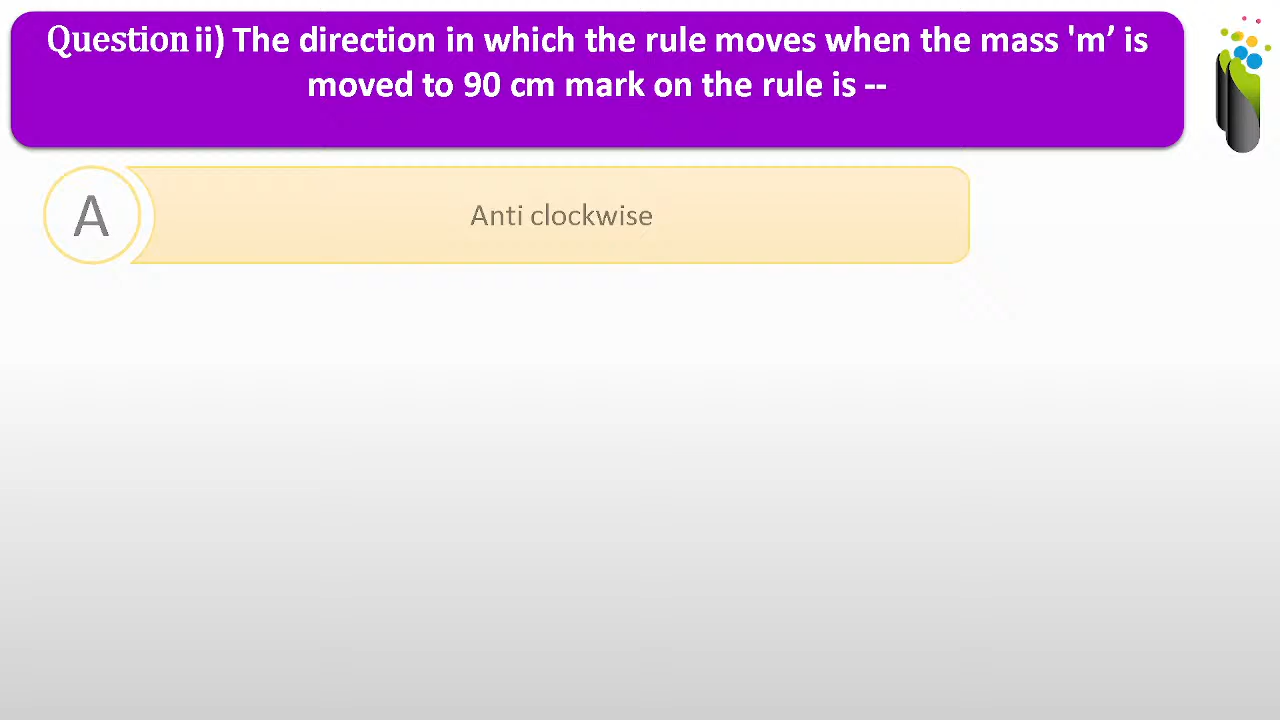 Question ii) The direction in which the rule moves when the mass 'm’ is
moved to 90 cm mark on the rule is --
A
Anti clockwise